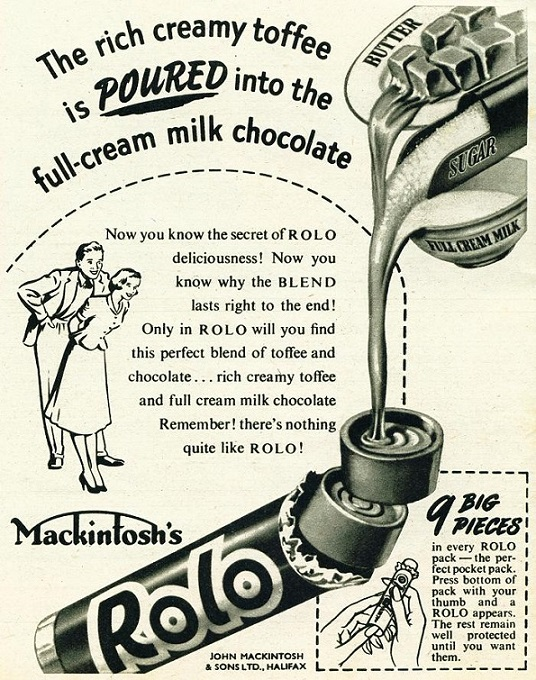 The rich creamy toffee
is POURED into the
full-cream milk chocolate
BUTTER
SUGAR
FULL CREAM MILK
Now you know the secret of ROLO
deliciousness! Now you
know why the BLEND
lasts right to the end!
Only in ROLO will you find
this perfect blend of toffee and
chocolate... rich creamy toffee
and full cream milk chocolate
Remember! there's nothing
quite like ROLO!
Mackintosh's
Rolo
JOHN MACKINTOSH
& SONS LTD., HALIFAX
9 BIG
PIECES
in every ROLO
pack — the per-
fect pocket pack.
Press bottom of
pack with your
thumb and a
ROLO appears.
The rest remain
well protected
until you want
them.